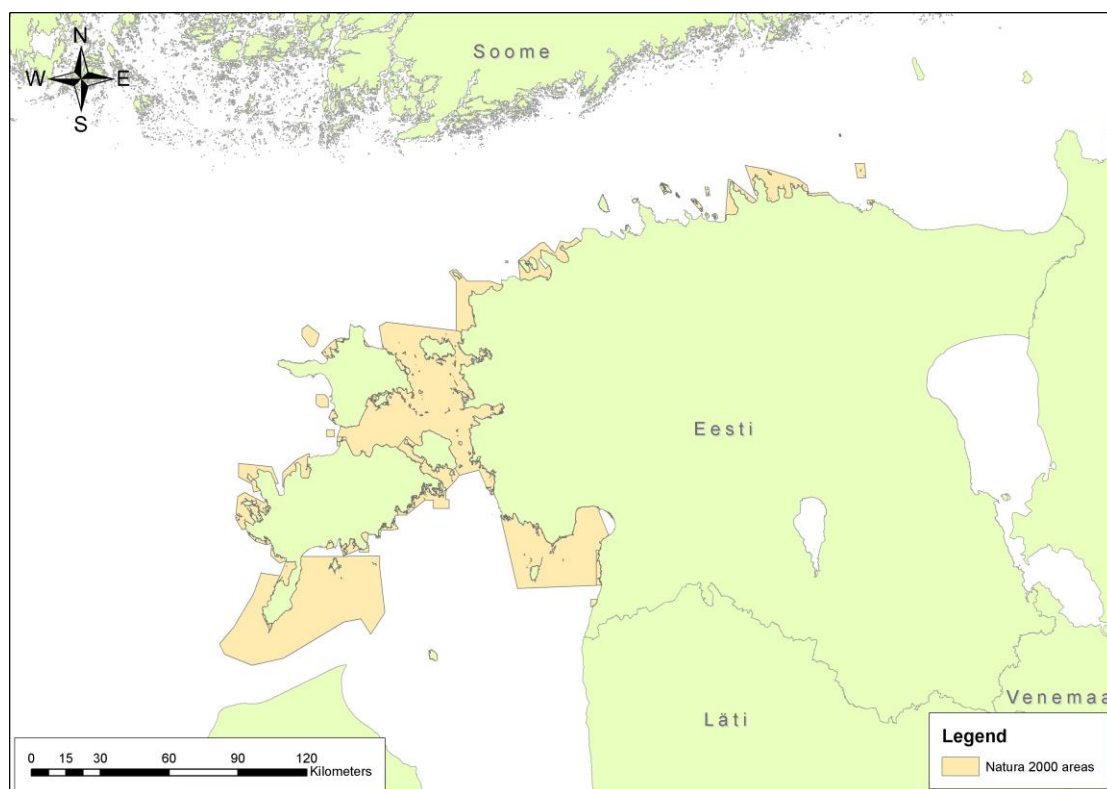 N
W E
S
Soome
Eesti
Läti
Venemaa
0 15 30 60 90 120
Kilometers
Legend
Natura 2000 areas